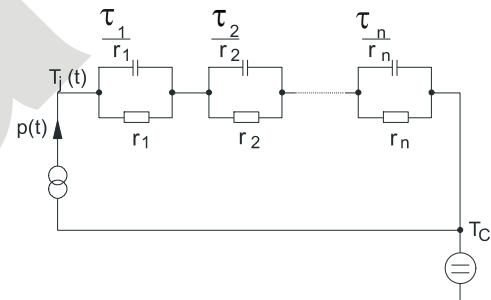 τ1 τ2 τn
r1 r2 rn
Tj (t)
p(t)
r1 r2 rn
TC